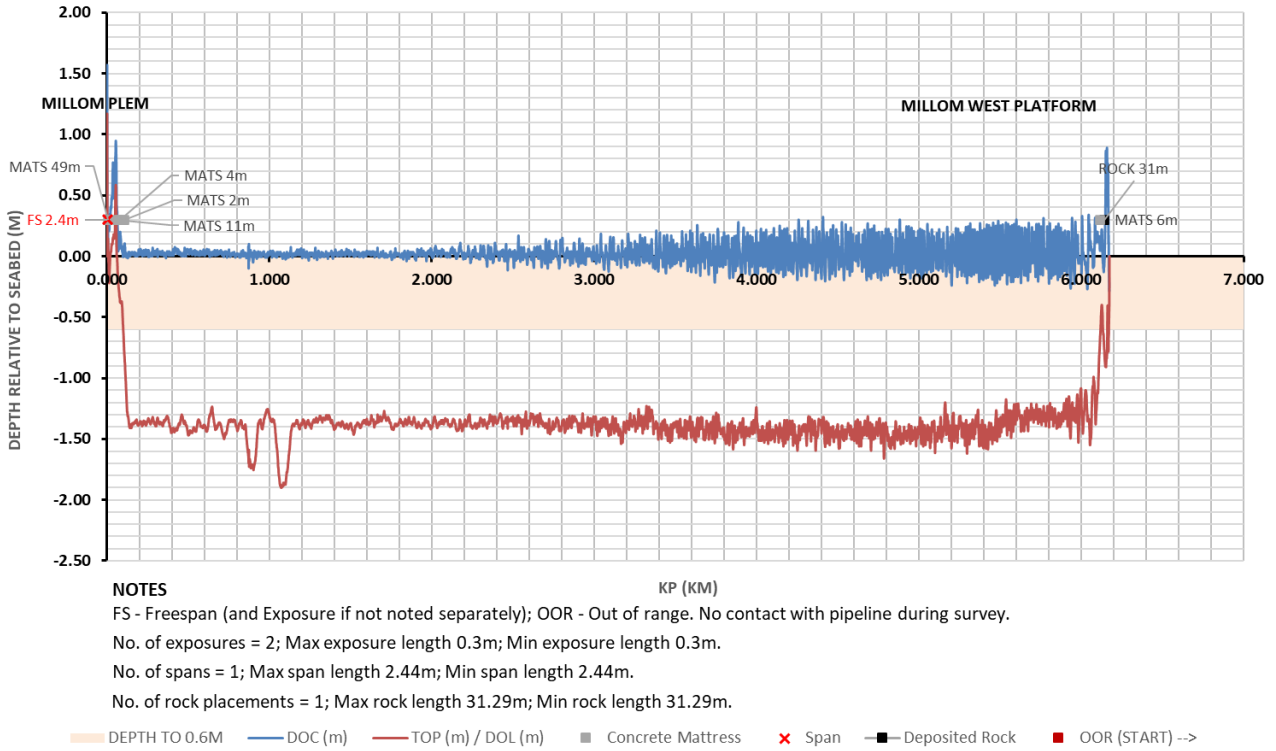 2.00
1.50
MILLOM PLEM
MILLOM WEST PLATFORM
1.00
MATS 49m
MATS 4m
ROCK 31m
MATS 2m
0.50
FS 2.4m
MATS 11m
MATS 6m
0.00
0.000 1.000 2.000 3.000 4.000 5.000 6.000 7.000
-0.50
-1.00
-1.50
-2.00
-2.50
DEPTH RELATIVE TO SEABED (M)
KP (KM)
NOTES
FS - Freespan (and Exposure if not noted separately); OOR - Out of range. No contact with pipeline during survey.
No. of exposures = 2; Max exposure length 0.3m; Min exposure length 0.3m.
No. of spans = 1; Max span length 2.44m; Min span length 2.44m.
No. of rock placements = 1; Max rock length 31.29m; Min rock length 31.29m.
DEPTH TO 0.6M DOC (m) TOP (m) / DOL (m) Concrete Mattress Span Deposited Rock OOR (START) -->